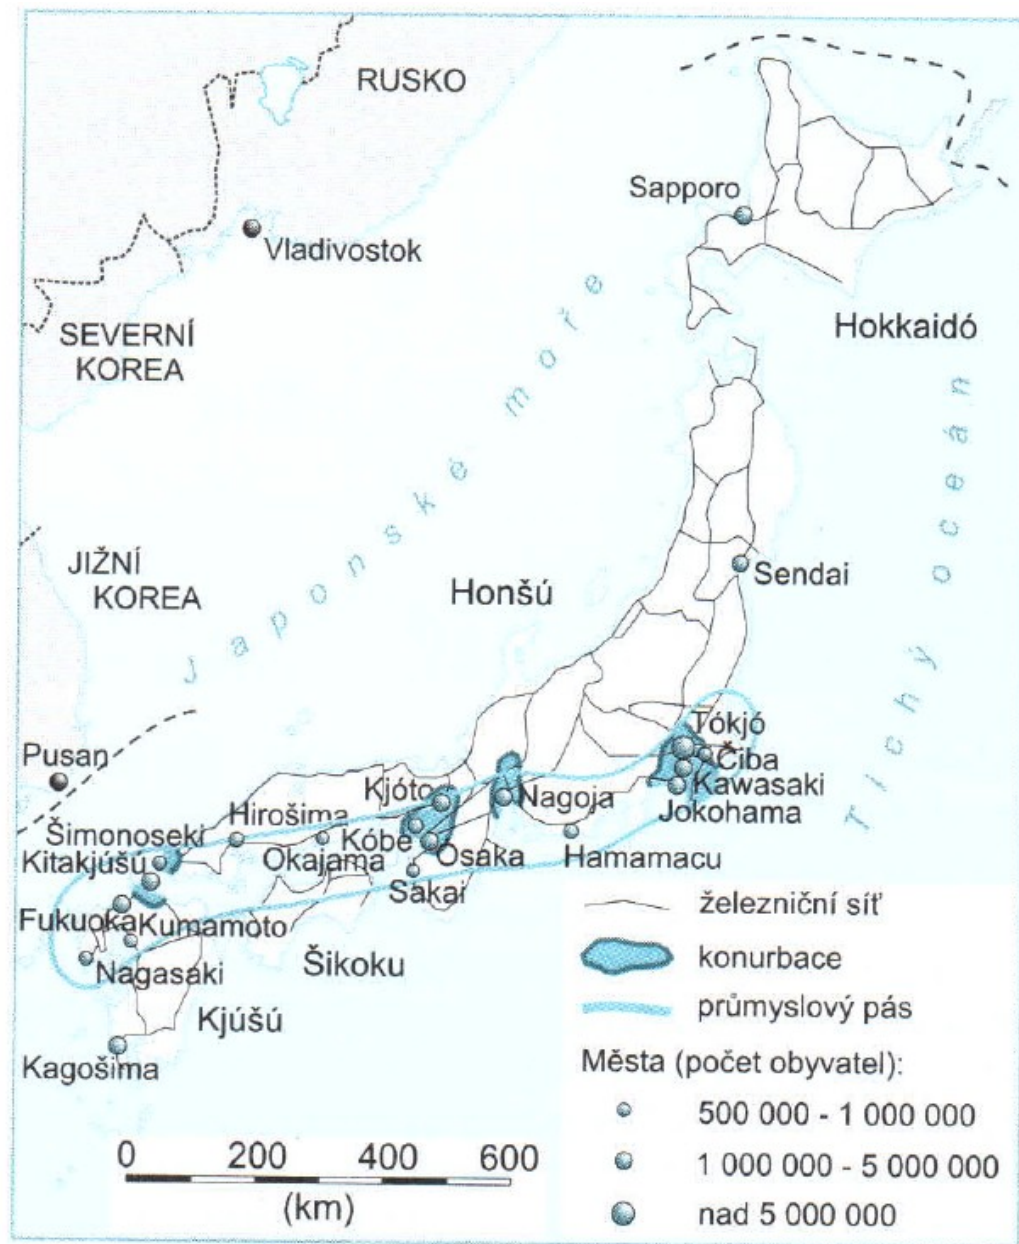 RUSKO
Sapporo
Vladivostok
Hokkaidó
SEVERNÍ
KOREA
Japonské moře
Tichý oceán
JIŽNÍ
KOREA
Honšú
Sendai
Pusan
Tókjó
Čiba
Kawasaki
Jokohama
Kjóto
Nagoja
Hirošima
Šimonoseki
Kóbe
Ósaka
Hamamacu
Kitakjúšú
Okajama
Sakai
Fukuoka
Kumamoto
Nagasaki
Šikoku
Kjúšú
Kagošima
železniční síť
konurbace
průmyslový pás
Města (počet obyvatel):
500 000 - 1 000 000
1 000 000 - 5 000 000
nad 5 000 000
0 200 400 600
(km)